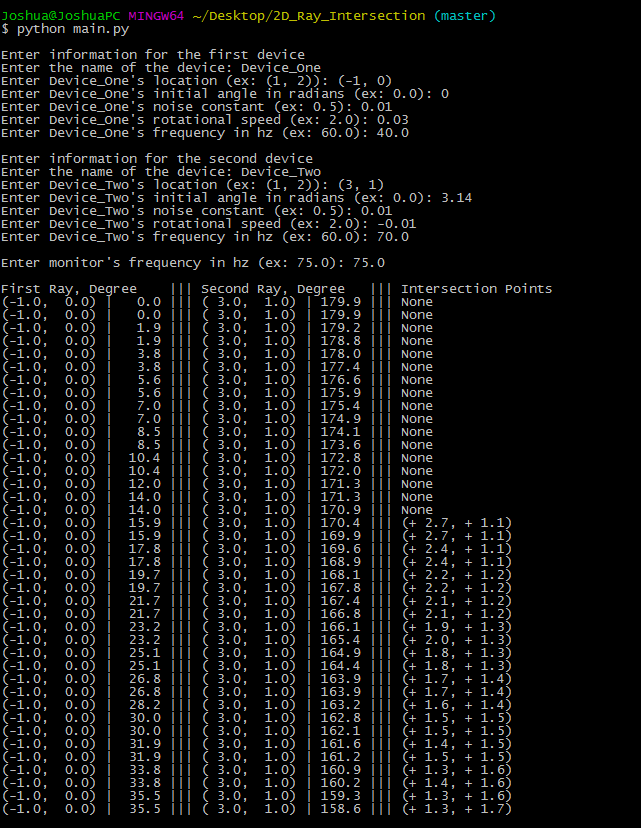 Joshua@JoshuaPC MINGW64 ~/Desktop/2D_Ray_Intersection (master)
$ python main.py

Enter information for the first device
Enter the name of the device: Device_One
Enter Device_One's location (ex: (1, 2)): (-1, 0)
Enter Device_One's initial angle in radians (ex: 0.0): 0
Enter Device_One's noise constant (ex: 0.5): 0.01
Enter Device_One's rotational speed (ex: 2.0): 0.03
Enter Device_One's frequency in hz (ex: 60.0): 40.0

Enter information for the second device
Enter the name of the device: Device_Two
Enter Device_Two's location (ex: (1, 2)): (3, 1)
Enter Device_Two's initial angle in radians (ex: 0.0): 3.14
Enter Device_Two's noise constant (ex: 0.5): 0.01
Enter Device_Two's rotational speed (ex: 2.0): -0.01
Enter Device_Two's frequency in hz (ex: 60.0): 70.0

Enter monitor's frequency in hz (ex: 75.0): 75.0

First Ray, Degree    ||| Second Ray, Degree   ||| Intersection Points
(-1.0,  0.0) |   0.0 ||| ( 3.0,  1.0) | 179.9 ||| None
(-1.0,  0.0) |   0.0 ||| ( 3.0,  1.0) | 179.9 ||| None
(-1.0,  0.0) |   1.9 ||| ( 3.0,  1.0) | 179.2 ||| None
(-1.0,  0.0) |   1.9 ||| ( 3.0,  1.0) | 178.8 ||| None
(-1.0,  0.0) |   3.8 ||| ( 3.0,  1.0) | 178.0 ||| None
(-1.0,  0.0) |   3.8 ||| ( 3.0,  1.0) | 177.4 ||| None
(-1.0,  0.0) |   5.6 ||| ( 3.0,  1.0) | 176.6 ||| None
(-1.0,  0.0) |   5.6 ||| ( 3.0,  1.0) | 175.9 ||| None
(-1.0,  0.0) |   7.0 ||| ( 3.0,  1.0) | 175.4 ||| None
(-1.0,  0.0) |   7.0 ||| ( 3.0,  1.0) | 174.9 ||| None
(-1.0,  0.0) |   8.5 ||| ( 3.0,  1.0) | 174.1 ||| None
(-1.0,  0.0) |   8.5 ||| ( 3.0,  1.0) | 173.6 ||| None
(-1.0,  0.0) |  10.4 ||| ( 3.0,  1.0) | 172.8 ||| None
(-1.0,  0.0) |  10.4 ||| ( 3.0,  1.0) | 172.0 ||| None
(-1.0,  0.0) |  12.0 ||| ( 3.0,  1.0) | 171.3 ||| None
(-1.0,  0.0) |  14.0 ||| ( 3.0,  1.0) | 171.3 ||| None
(-1.0,  0.0) |  14.0 ||| ( 3.0,  1.0) | 170.9 ||| None
(-1.0,  0.0) |  15.9 ||| ( 3.0,  1.0) | 170.4 ||| (+ 2.7, + 1.1)
(-1.0,  0.0) |  15.9 ||| ( 3.0,  1.0) | 169.9 ||| (+ 2.7, + 1.1)
(-1.0,  0.0) |  17.8 ||| ( 3.0,  1.0) | 169.6 ||| (+ 2.4, + 1.1)
(-1.0,  0.0) |  17.8 ||| ( 3.0,  1.0) | 168.9 ||| (+ 2.4, + 1.1)
(-1.0,  0.0) |  19.7 ||| ( 3.0,  1.0) | 168.1 ||| (+ 2.2, + 1.2)
(-1.0,  0.0) |  19.7 ||| ( 3.0,  1.0) | 167.8 ||| (+ 2.2, + 1.2)
(-1.0,  0.0) |  21.7 ||| ( 3.0,  1.0) | 167.4 ||| (+ 2.1, + 1.2)
(-1.0,  0.0) |  21.7 ||| ( 3.0,  1.0) | 166.8 ||| (+ 2.1, + 1.2)
(-1.0,  0.0) |  23.2 ||| ( 3.0,  1.0) | 166.1 ||| (+ 1.9, + 1.3)
(-1.0,  0.0) |  23.2 ||| ( 3.0,  1.0) | 165.4 ||| (+ 2.0, + 1.3)
(-1.0,  0.0) |  25.1 ||| ( 3.0,  1.0) | 164.9 ||| (+ 1.8, + 1.3)
(-1.0,  0.0) |  25.1 ||| ( 3.0,  1.0) | 164.4 ||| (+ 1.8, + 1.3)
(-1.0,  0.0) |  26.8 ||| ( 3.0,  1.0) | 163.9 ||| (+ 1.7, + 1.4)
(-1.0,  0.0) |  26.8 ||| ( 3.0,  1.0) | 163.9 ||| (+ 1.7, + 1.4)
(-1.0,  0.0) |  28.2 ||| ( 3.0,  1.0) | 163.2 ||| (+ 1.6, + 1.4)
(-1.0,  0.0) |  30.0 ||| ( 3.0,  1.0) | 162.8 ||| (+ 1.5, + 1.5)
(-1.0,  0.0) |  30.0 ||| ( 3.0,  1.0) | 162.1 ||| (+ 1.5, + 1.5)
(-1.0,  0.0) |  31.9 ||| ( 3.0,  1.0) | 161.6 ||| (+ 1.4, + 1.5)
(-1.0,  0.0) |  31.9 ||| ( 3.0,  1.0) | 161.2 ||| (+ 1.5, + 1.5)
(-1.0,  0.0) |  33.8 ||| ( 3.0,  1.0) | 160.9 ||| (+ 1.3, + 1.6)
(-1.0,  0.0) |  33.8 ||| ( 3.0,  1.0) | 160.2 ||| (+ 1.4, + 1.6)
(-1.0,  0.0) |  35.5 ||| ( 3.0,  1.0) | 159.3 ||| (+ 1.3, + 1.6)
(-1.0,  0.0) |  35.5 ||| ( 3.0,  1.0) | 158.6 ||| (+ 1.3, + 1.7)